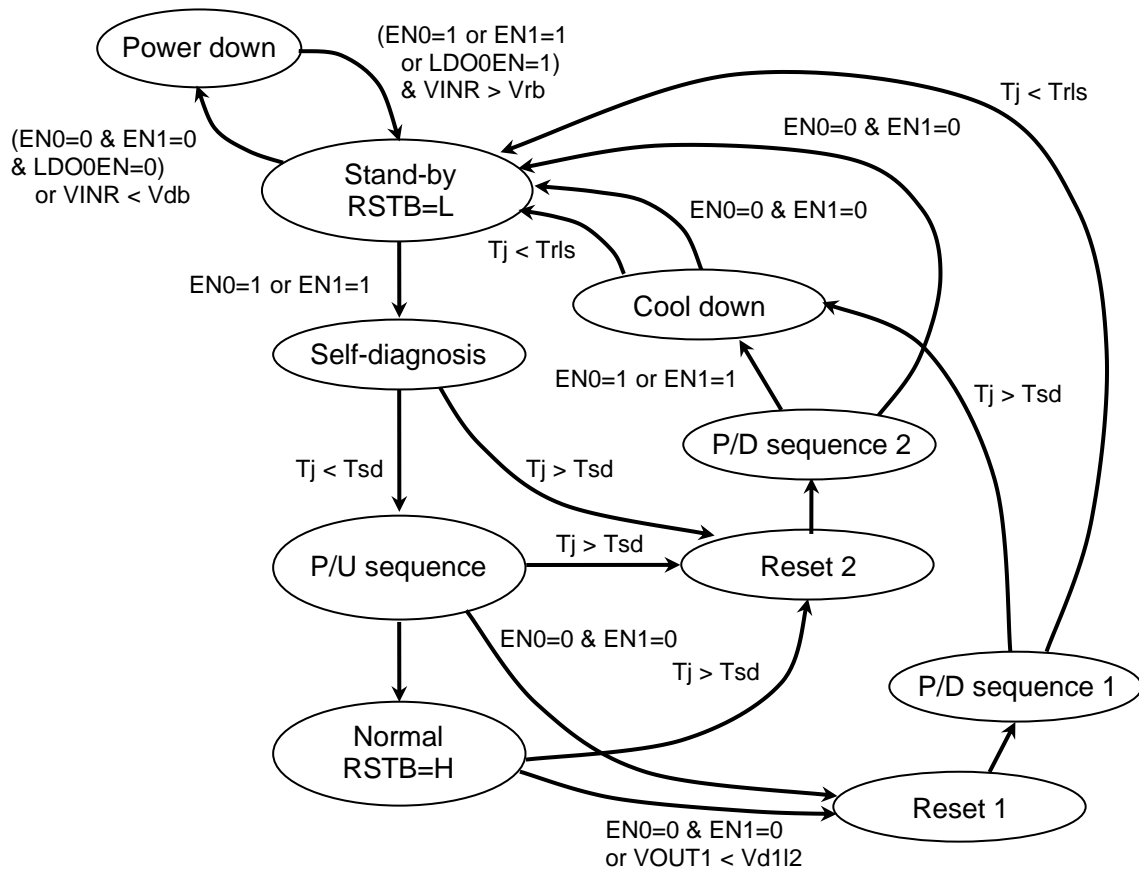 Power down
(EN0=1 or EN1=1
or LDO0EN=1)
& VINR > Vrb
Tj < Trls
EN0=0 & EN1=0
(EN0=0 & EN1=0
& LDO0EN=0)
or VINR < Vdb
Stand-by
RSTB=L
EN0=0 & EN1=0
Tj < Trls
EN0=1 or EN1=1
Cool down
Self-diagnosis
EN0=1 or EN1=1
Tj > Tsd
P/D sequence 2
Tj < Tsd
Tj > Tsd
P/U sequence
Tj > Tsd
Reset 2
EN0=0 & EN1=0
Tj > Tsd
P/D sequence 1
Normal
RSTB=H
Reset 1
EN0=0 & EN1=0
or VOUT1 < Vd1l2